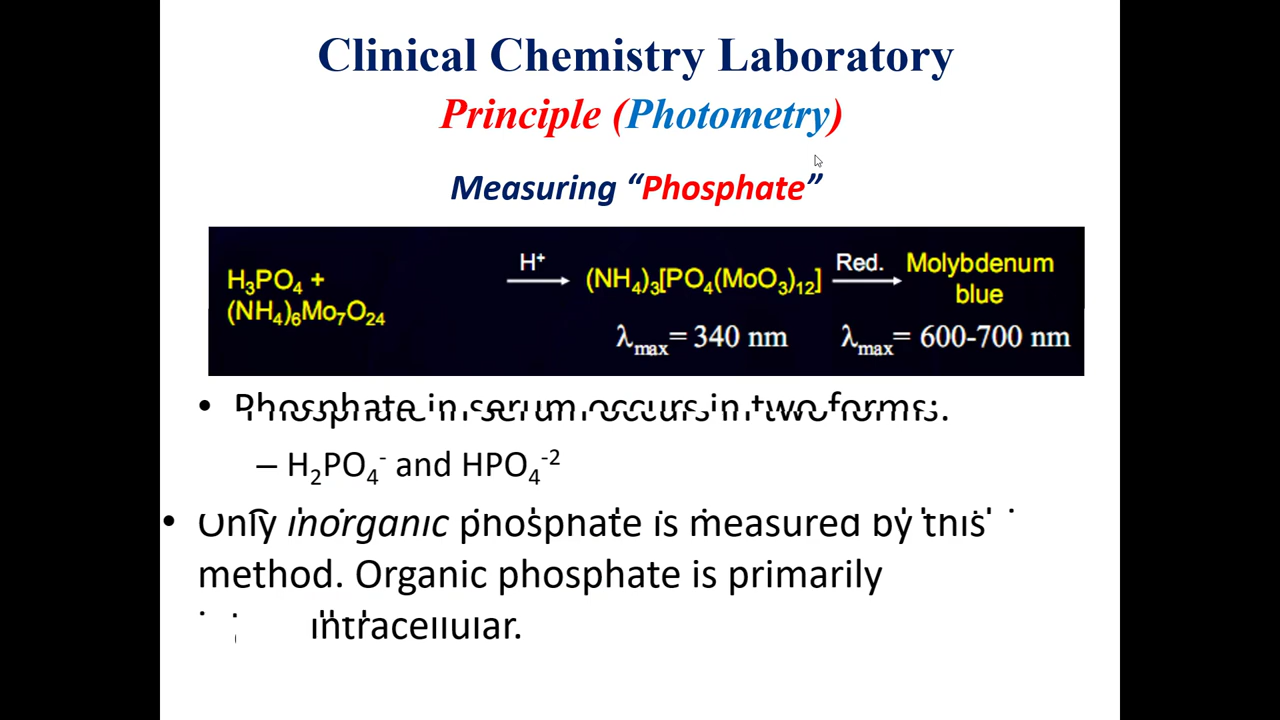 Clinical Chemistry Laboratory
Principle (Photometry)
Measuring “Phosphate”
H₃PO₄ +
(NH₄)₆Mo₇O₂₄
H⁺
(NH₄)₃[PO₄(MoO₃)₁₂]
λmax= 340 nm
Red.
Molybdenum
blue
λmax= 600-700 nm
• Phosphate in serum occurs in two forms:
– H₂PO₄⁻ and HPO₄⁻²
• Only inorganic phosphate is measured by this
method. Organic phosphate is primarily
intracellular.